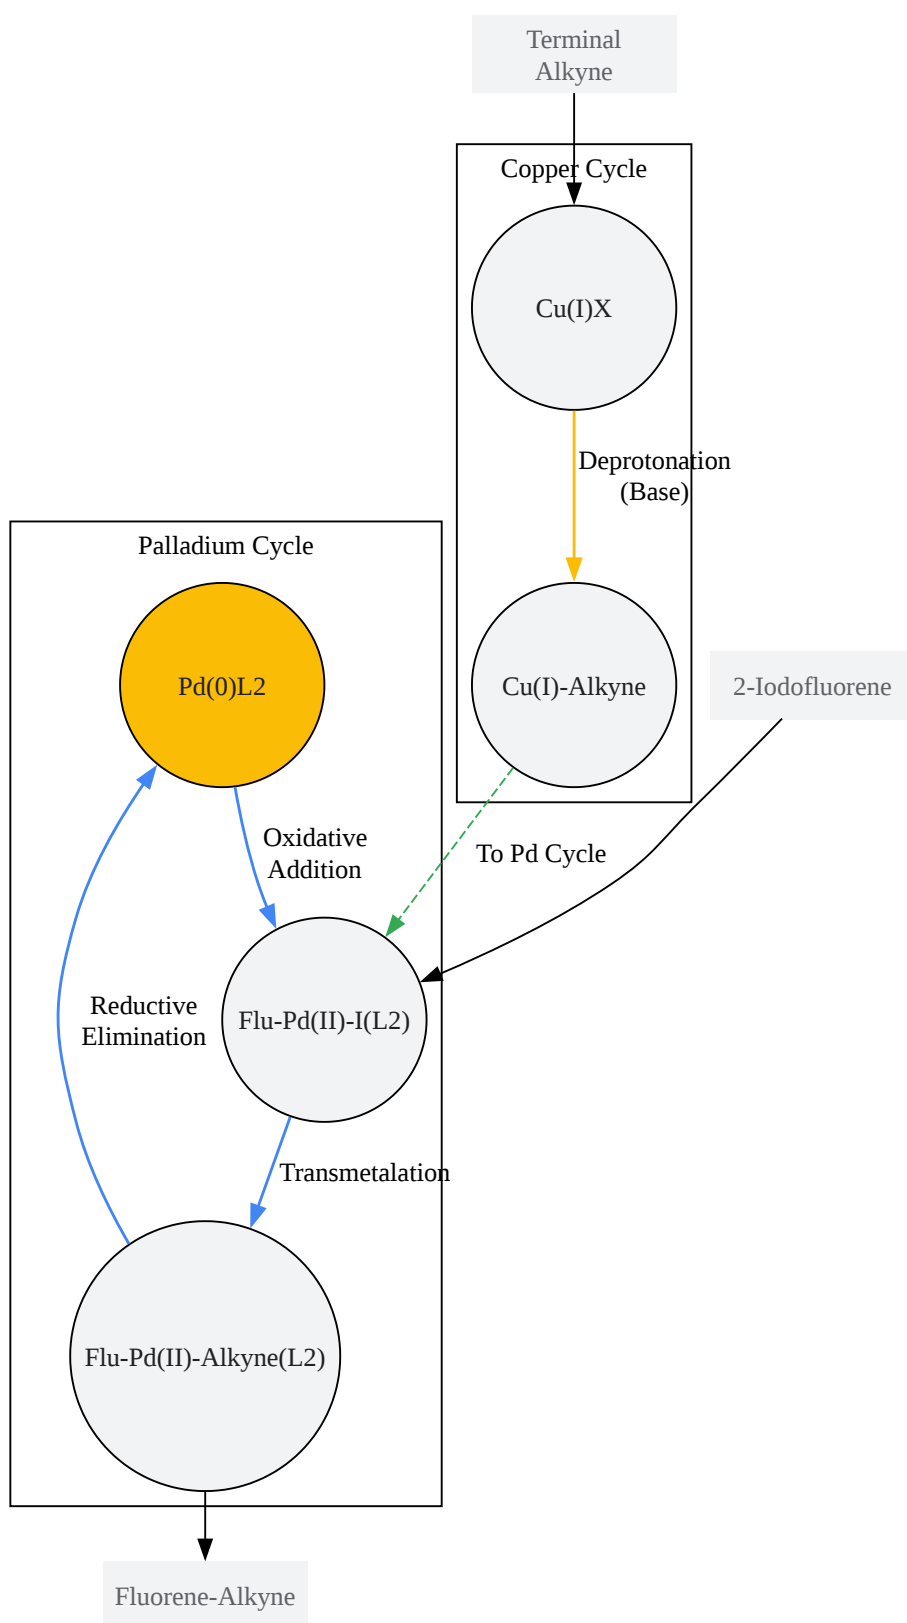 Terminal
Alkyne
Copper Cycle
Cu(I)X
Deprotonation
(Base)
Palladium Cycle
Pd(0)L2
Cu(I)-Alkyne
2-Iodofluorene
Oxidative
Addition
To Pd Cycle
Reductive
Elimination
Flu-Pd(II)-I(L2)
Transmetalation
Flu-Pd(II)-Alkyne(L2)
Fluorene-Alkyne